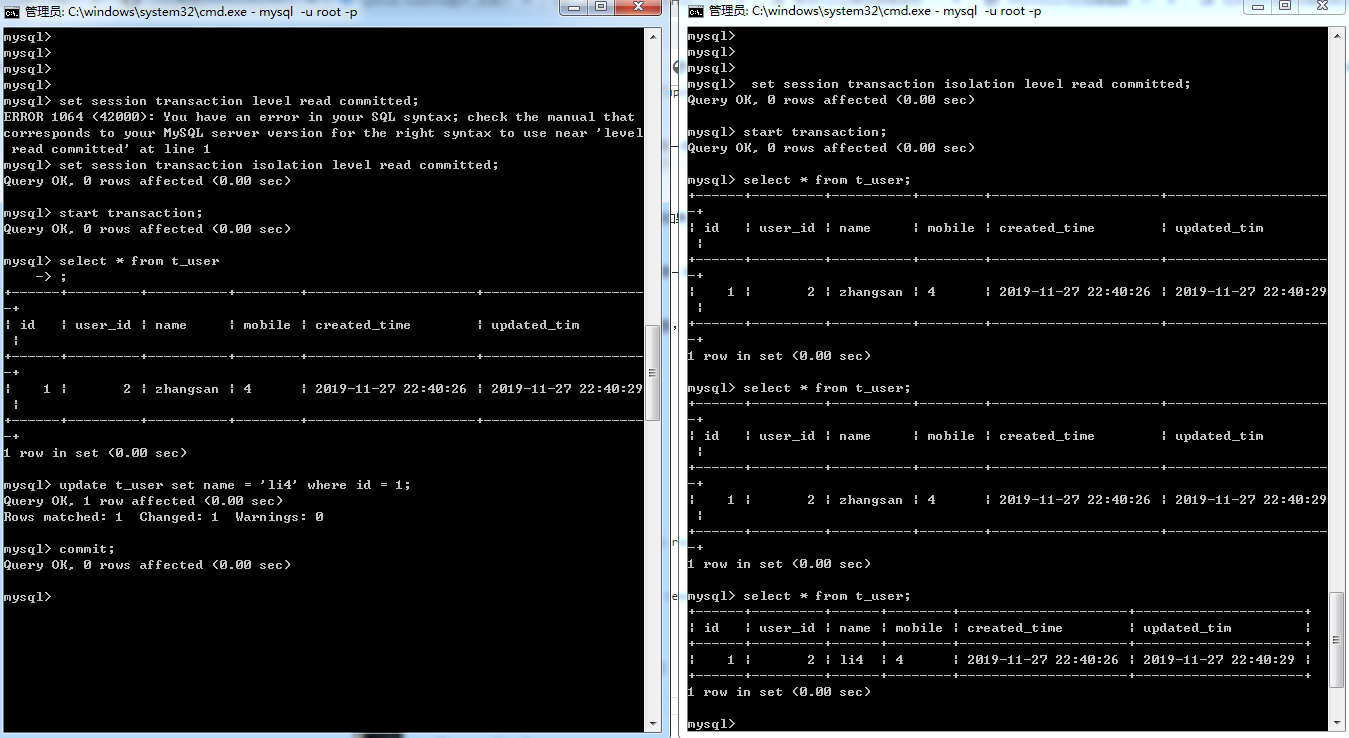 管理员: C:\windows\system32\cmd.exe - mysql  -u root -p
mysql>
mysql>
mysql>
mysql>
mysql> set session transaction level read committed;
ERROR 1064 (42000): You have an error in your SQL syntax; check the manual that
corresponds to your MySQL server version for the right syntax to use near 'level
 read committed' at line 1
mysql> set session transaction isolation level read committed;
Query OK, 0 rows affected (0.00 sec)
mysql> start transaction;
Query OK, 0 rows affected (0.00 sec)
mysql> select * from t_user
    -> ;
+------+---------+----------+--------+---------------------+--------------------
-+
| id   | user_id | name     | mobile | created_time        | updated_tim
 |
+------+---------+----------+--------+---------------------+--------------------
-+
|    1 |       2 | zhangsan | 4      | 2019-11-27 22:40:26 | 2019-11-27 22:40:29
 |
+------+---------+----------+--------+---------------------+--------------------
-+
1 row in set (0.00 sec)
mysql> update t_user set name = 'li4' where id = 1;
Query OK, 1 row affected (0.00 sec)
Rows matched: 1  Changed: 1  Warnings: 0
mysql> commit;
Query OK, 0 rows affected (0.00 sec)
mysql>
管理员: C:\windows\system32\cmd.exe - mysql  -u root -p
mysql>
mysql>
mysql>
mysql>  set session transaction isolation level read committed;
Query OK, 0 rows affected (0.00 sec)
mysql> start transaction;
Query OK, 0 rows affected (0.00 sec)
mysql> select * from t_user;
+------+---------+----------+--------+---------------------+--------------------
-+
| id   | user_id | name     | mobile | created_time        | updated_tim
 |
+------+---------+----------+--------+---------------------+--------------------
-+
|    1 |       2 | zhangsan | 4      | 2019-11-27 22:40:26 | 2019-11-27 22:40:29
 |
+------+---------+----------+--------+---------------------+--------------------
-+
1 row in set (0.00 sec)
mysql> select * from t_user;
+------+---------+----------+--------+---------------------+--------------------
-+
| id   | user_id | name     | mobile | created_time        | updated_tim
 |
+------+---------+----------+--------+---------------------+--------------------
-+
|    1 |       2 | zhangsan | 4      | 2019-11-27 22:40:26 | 2019-11-27 22:40:29
 |
+------+---------+----------+--------+---------------------+--------------------
-+
1 row in set (0.00 sec)
mysql> select * from t_user;
+------+---------+------+--------+---------------------+---------------------+
| id   | user_id | name | mobile | created_time        | updated_tim         |
+------+---------+------+--------+---------------------+---------------------+
|    1 |       2 | li4  | 4      | 2019-11-27 22:40:26 | 2019-11-27 22:40:29 |
+------+---------+------+--------+---------------------+---------------------+
1 row in set (0.00 sec)
mysql>